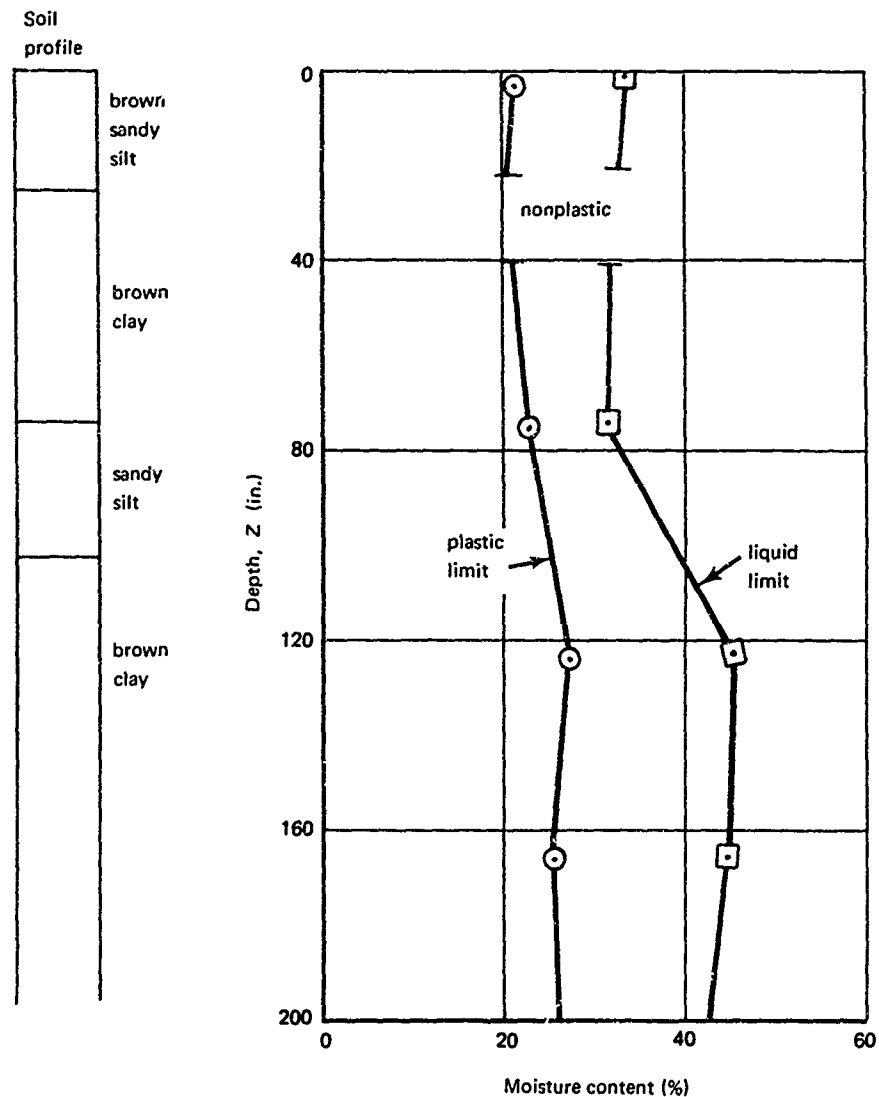 Soil
profile
brown
sandy
silt
brown
clay
sandy
silt
brown
clay
Depth, Z (in.)
0
40
80
120
160
200
nonplastic
plastic
limit
liquid
limit
0
20
40
60
Moisture content (%)